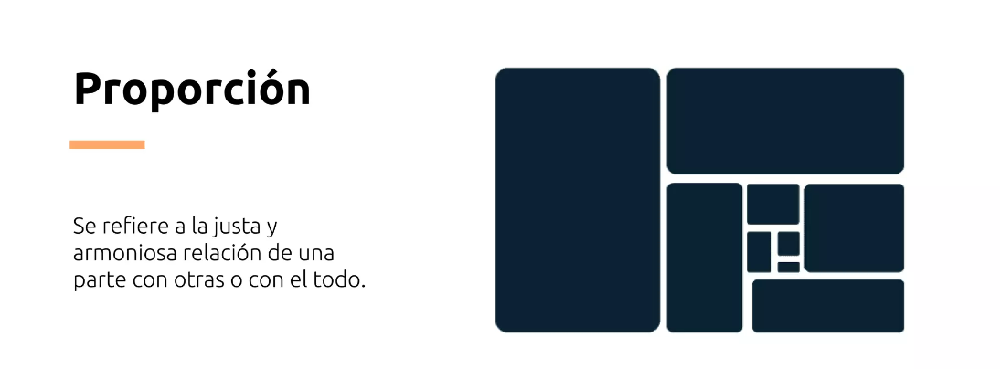 Proporción
Se refiere a la justa y
armoniosa relación de una
parte con otras o con el todo.